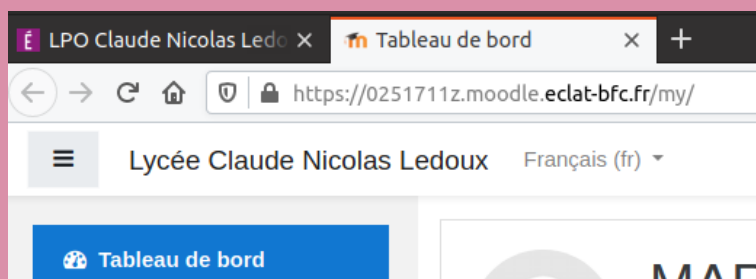 LPO Claude Nicolas Ledo
Tableau de bord
https://0251711z.moodle.eclat-bfc.fr/my/
Lycée Claude Nicolas Ledoux
Français (fr)
Tableau de bord